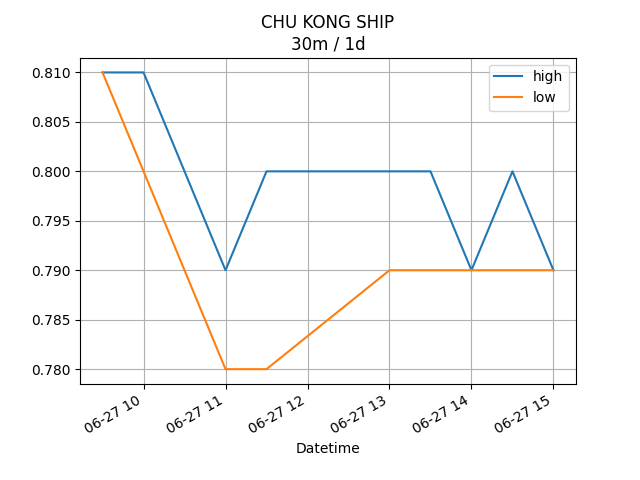 CHU KONG SHIP
30m / 1d
high
low
0.810
0.805
0.800
0.795
0.790
0.785
0.780
06-27 10
06-27 11
06-27 12
06-27 13
06-27 14
06-27 15
Datetime